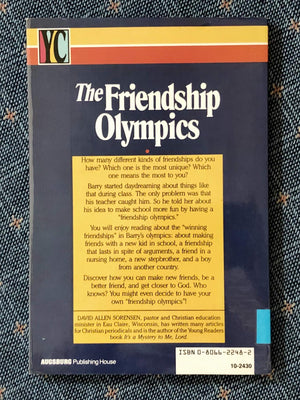 YC
The Friendship
Olympics
How many different kinds of friendships do you
have? Which one is the most unique? Which
one means the most to you?
Barry started daydreaming about things like
that during class. The only problem was that
his teacher caught him. So he told her about
his idea to make school more fun by having a
"friendship olympics."
You will enjoy reading about the "winning
friendships" in Barry's olympics: about making
friends with a new kid in school, a friendship
that lasts in spite of arguments, a friend in a
nursing home, a new stepbrother, and a boy
from another country.
Discover how you can make new friends, be a
better friend, and get closer to God. Who
knows? You might even decide to have your
own "friendship olympics"!
DAVID ALLEN SORENSEN, pastor and Christian education
minister in Eau Claire, Wisconsin, has written many articles
for Christian periodicals and is the author of the Young Readers
book It's a Mystery to Me, Lord.
ISBN 0-8066-2248-2
AUGSBURG Publishing House
10-2430